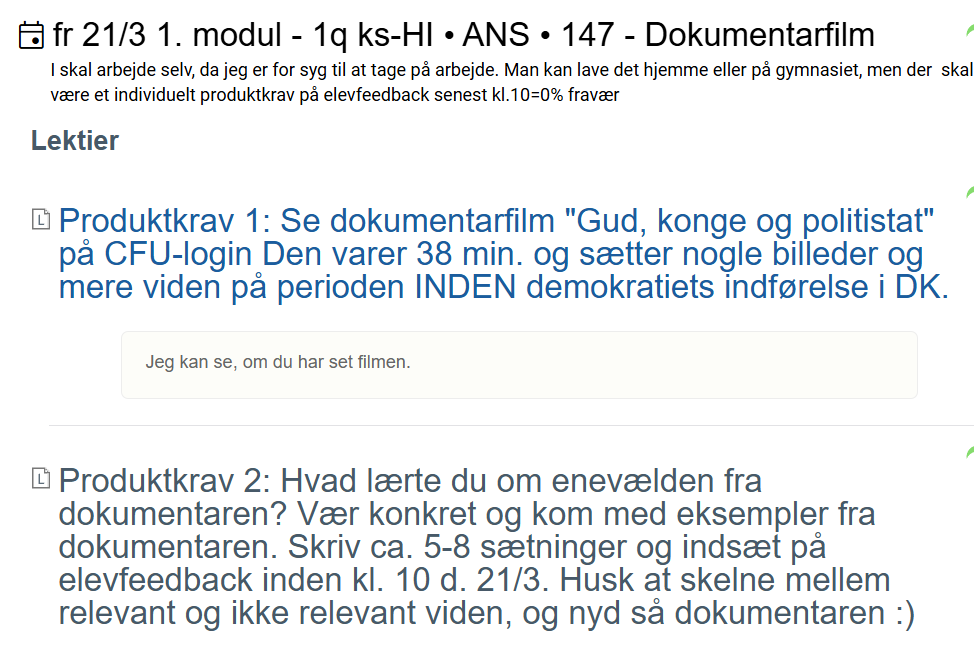 fr 21/3 1. modul - 1q ks-HI • ANS • 147 - Dokumentarfilm
I skal arbejde selv, da jeg er for syg til at tage på arbejde. Man kan lave det hjemme eller på gymnasiet, men der skal
være et individuelt produktkrav på elevfeedback senest kl.10=0% fravær
Lektier
L
Produktkrav 1: Se dokumentarfilm "Gud, konge og politistat"
på CFU-login Den varer 38 min. og sætter nogle billeder og
mere viden på perioden INDEN demokratiets indførelse i DK.
Jeg kan se, om du har set filmen.
L
Produktkrav 2: Hvad lærte du om enevælden fra
dokumentaren? Vær konkret og kom med eksempler fra
dokumentaren. Skriv ca. 5-8 sætninger og indsæt på
elevfeedback inden kl. 10 d. 21/3. Husk at skelne mellem
relevant og ikke relevant viden, og nyd så dokumentaren :)